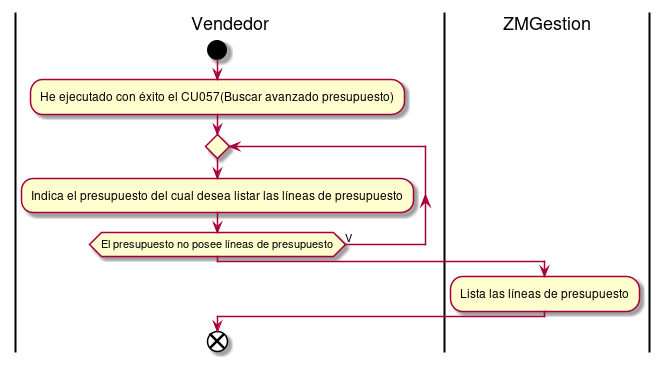 Vendedor
ZMGestion
He ejecutado con éxito el CU057(Buscar avanzado presupuesto)
Indica el presupuesto del cual desea listar las líneas de presupuesto
El presupuesto no posee líneas de presupuesto
V
Lista las líneas de presupuesto